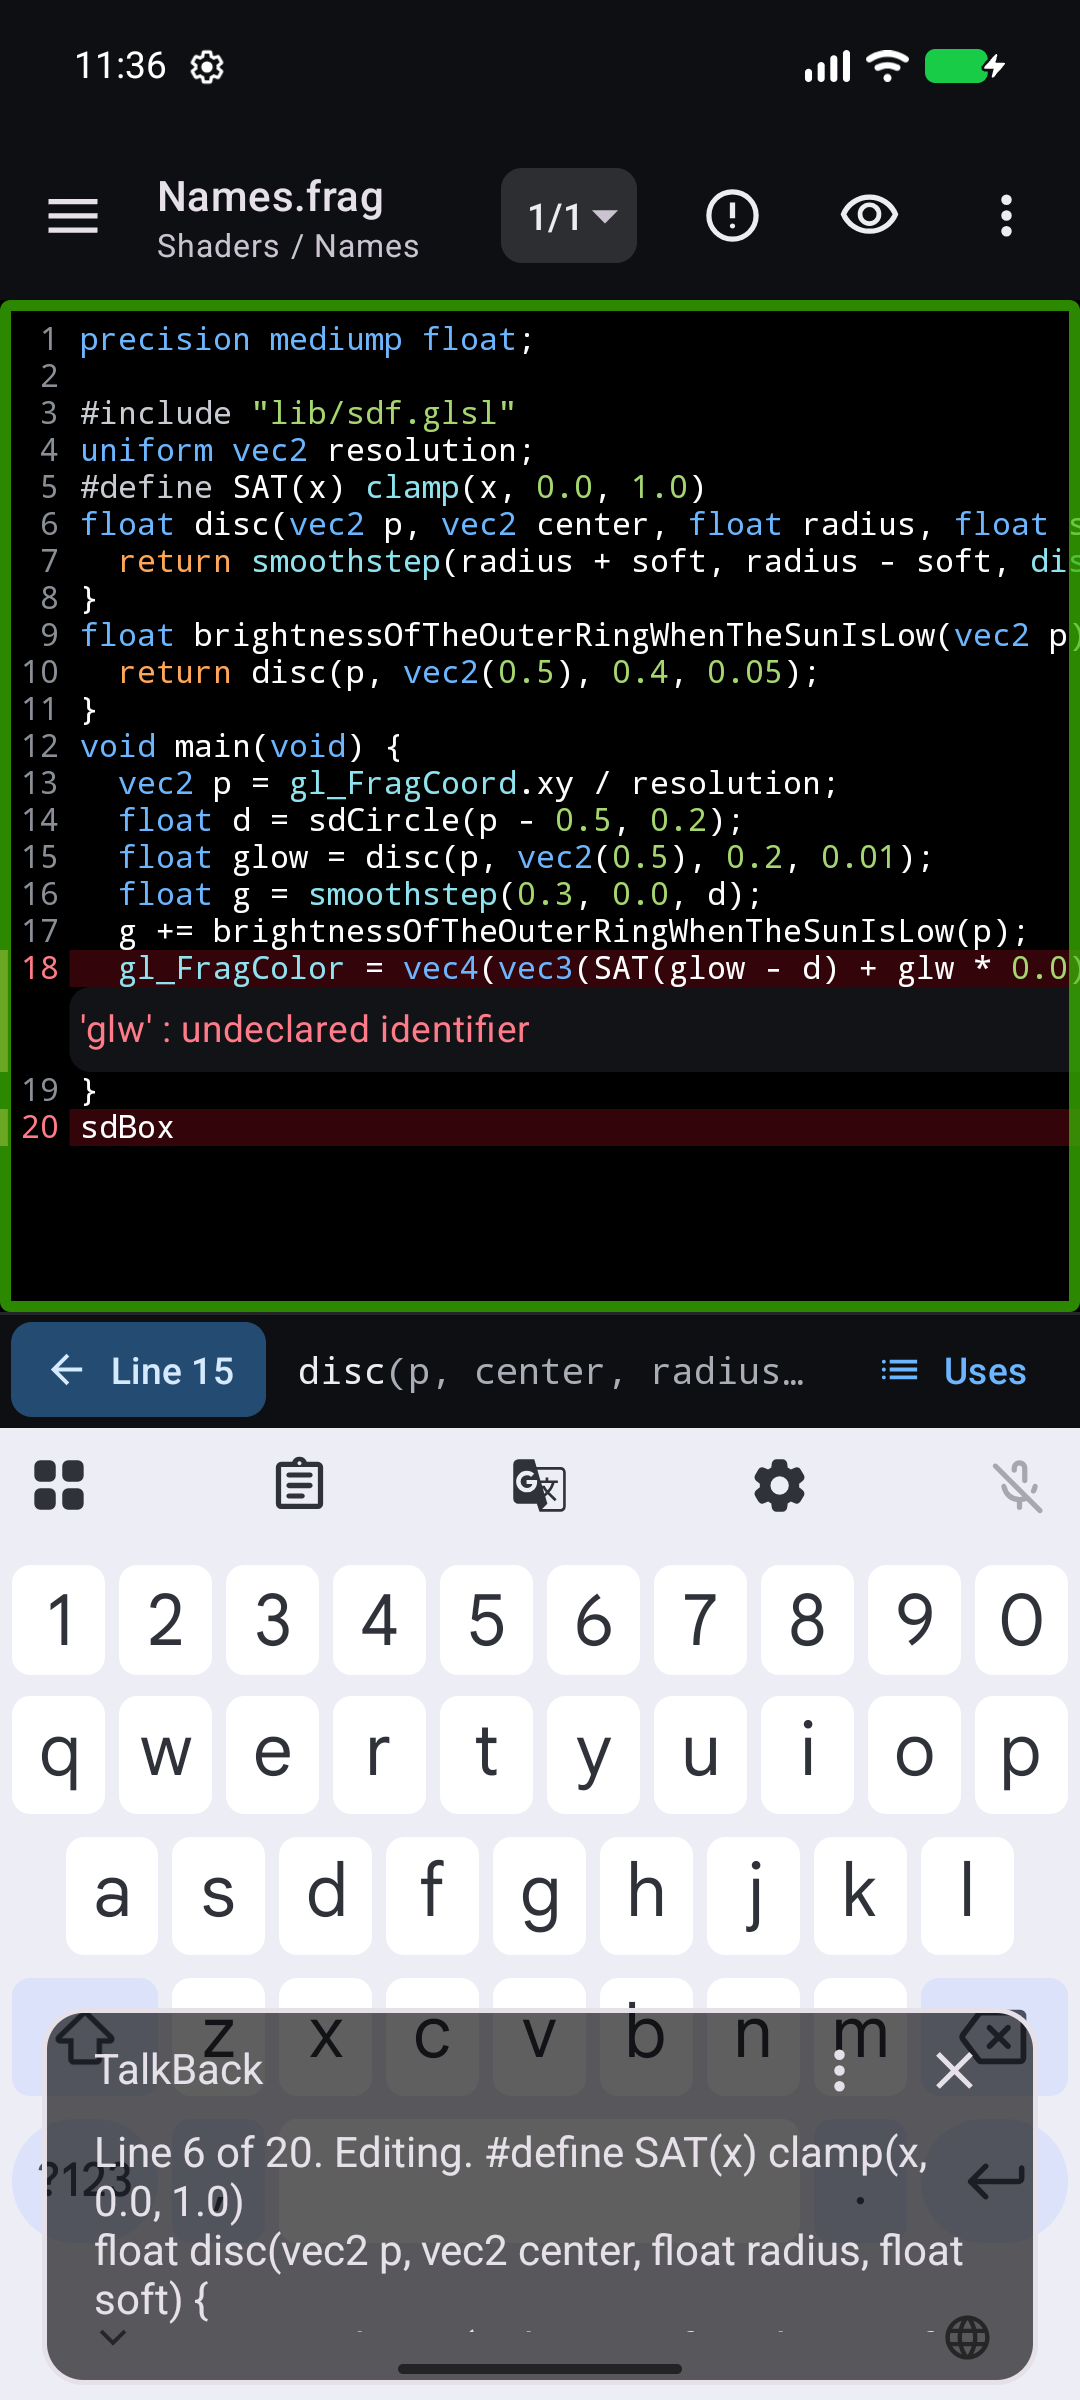 11:36
Names.frag
Shaders / Names
1/1
1 precision mediump float;
2
3 #include "lib/sdf.glsl"
4 uniform vec2 resolution;
5 #define SAT(x) clamp(x, 0.0, 1.0)
6 float disc(vec2 p, vec2 center, float radius, float s
7   return smoothstep(radius + soft, radius - soft, dis
8 }
9 float brightnessOfTheOuterRingWhenTheSunIsLow(vec2 p)
10   return disc(p, vec2(0.5), 0.4, 0.05);
11 }
12 void main(void) {
13   vec2 p = gl_FragCoord.xy / resolution;
14   float d = sdCircle(p - 0.5, 0.2);
15   float glow = disc(p, vec2(0.5), 0.2, 0.01);
16   float g = smoothstep(0.3, 0.0, d);
17   g += brightnessOfTheOuterRingWhenTheSunIsLow(p);
18   gl_FragColor = vec4(vec3(SAT(glow - d) + glw * 0.0)
'glw' : undeclared identifier
19 }
20 sdBox
← Line 15 disc(p, center, radius… Uses
1 2 3 4 5 6 7 8 9 0
q w e r t y u i o p
a s d f g h j k l
z x c v b n m
TalkBack
?123 , .
Line 6 of 20. Editing. #define SAT(x) clamp(x,
0.0, 1.0)
float disc(vec2 p, vec2 center, float radius, float
soft) {